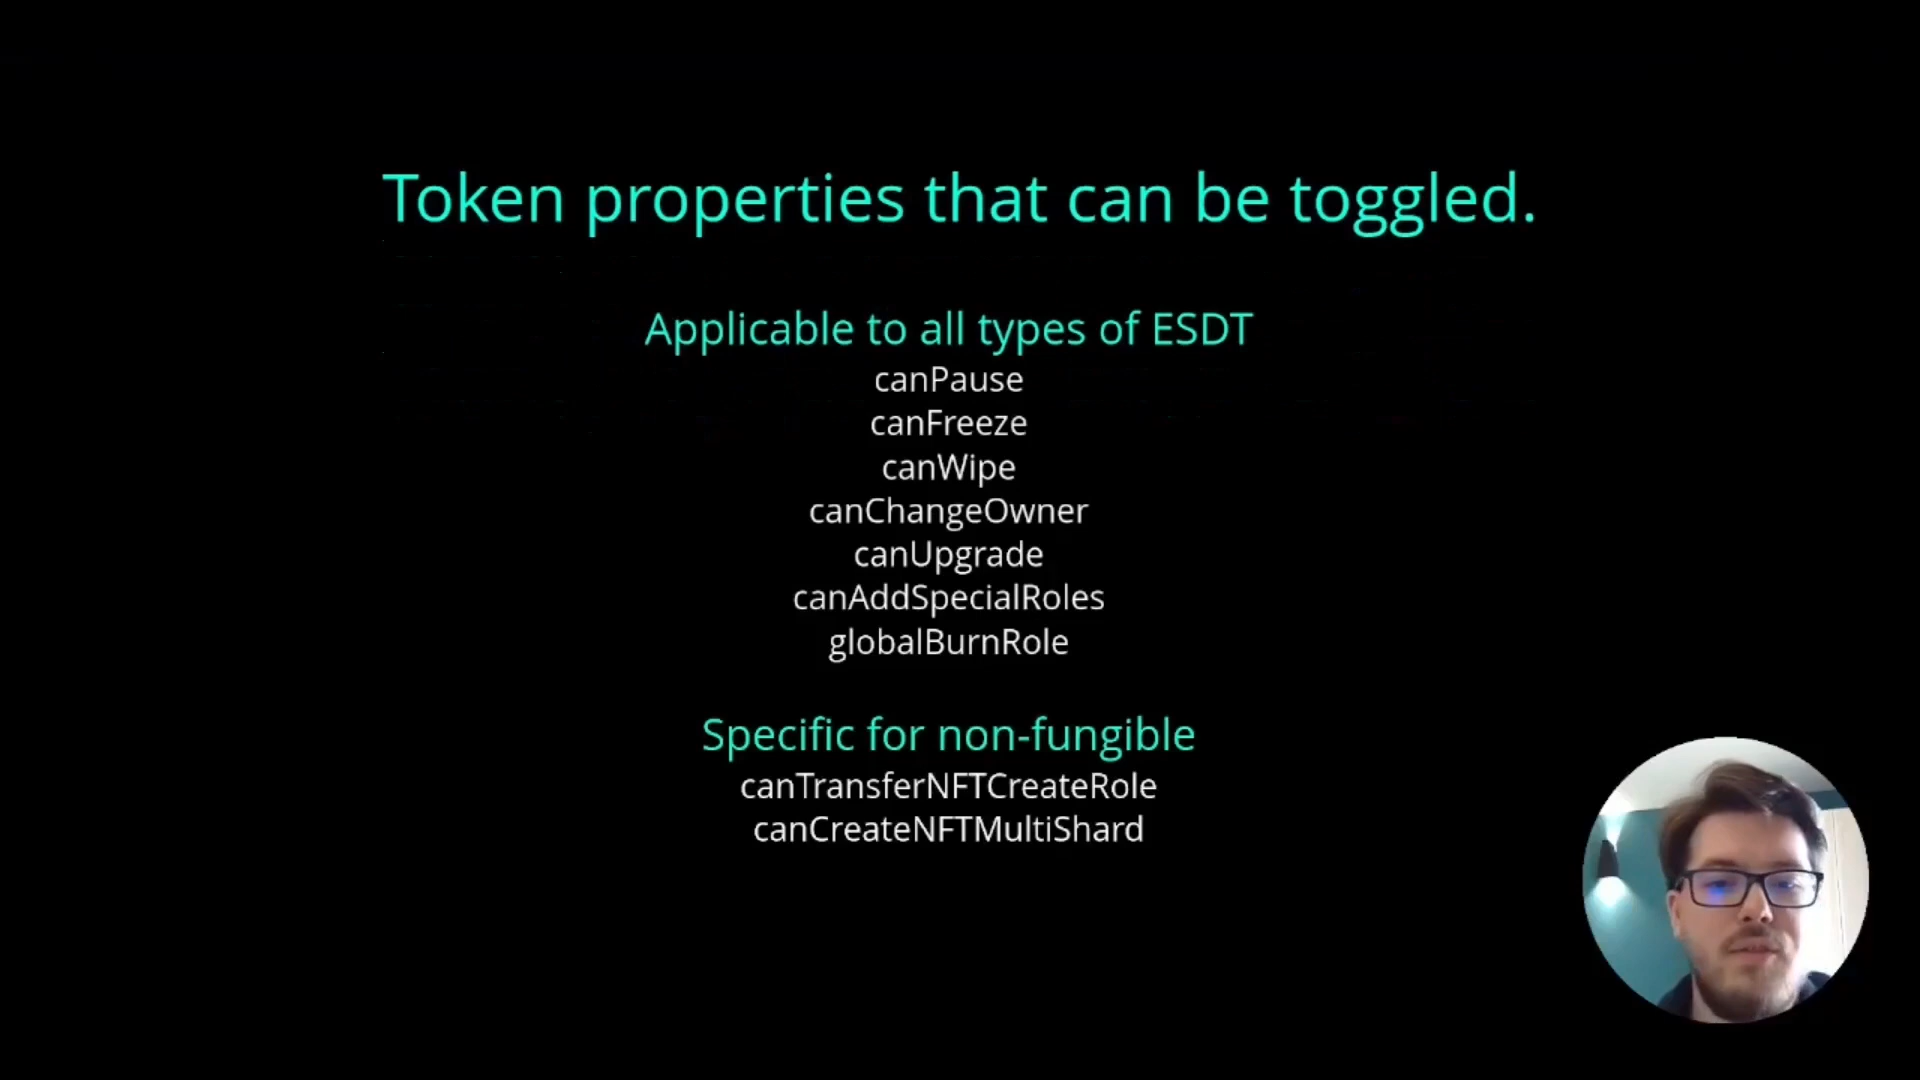 Token properties that can be toggled.
Applicable to all types of ESDT
canPause
canFreeze
canWipe
canChangeOwner
canUpgrade
canAddSpecialRoles
globalBurnRole
Specific for non-fungible
canTransferNFTCreateRole
canCreateNFTMultiShard